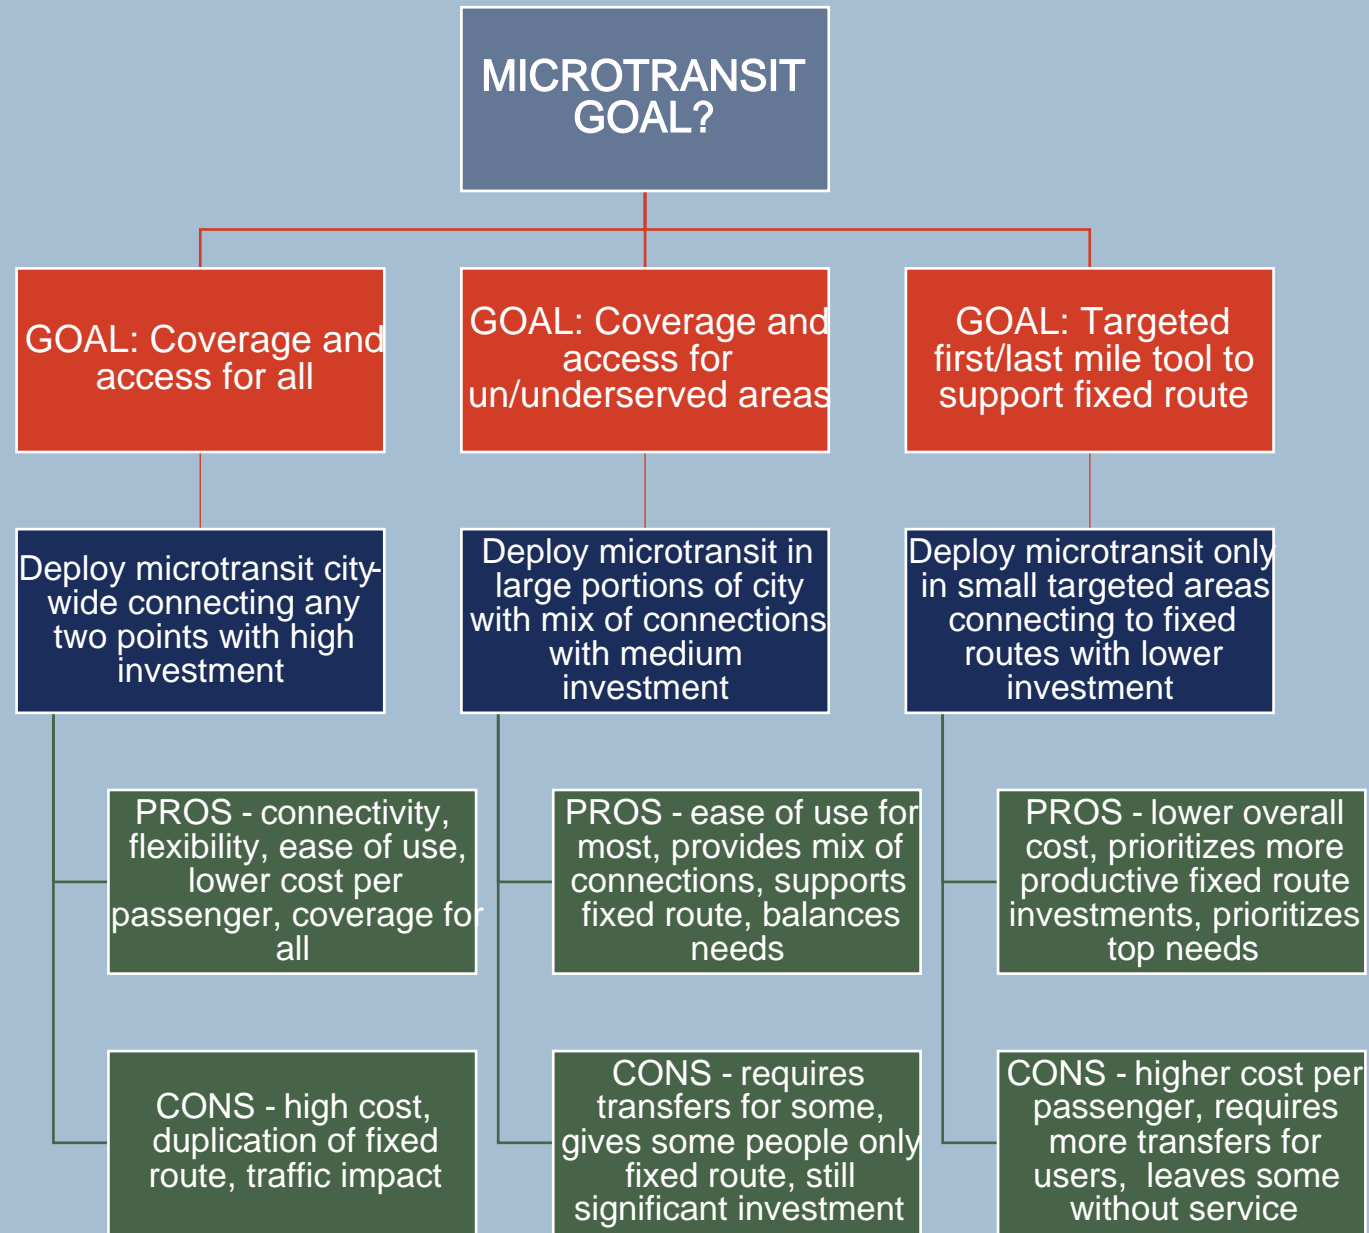 MICROTRANSIT
GOAL?
GOAL: Coverage and
access for all
GOAL: Coverage and
access for
un/underserved areas
GOAL: Targeted
first/last mile tool to
support fixed route
Deploy microtransit city-
wide connecting any
two points with high
investment
Deploy microtransit in
large portions of city
with mix of connections
with medium
investment
Deploy microtransit only
in small targeted areas
connecting to fixed
routes with lower
investment
PROS - connectivity,
flexibility, ease of use,
lower cost per
passenger, coverage for
all
PROS - ease of use for
most, provides mix of
connections, supports
fixed route, balances
needs
PROS - lower overall
cost, prioritizes more
productive fixed route
investments, prioritizes
top needs
CONS - high cost,
duplication of fixed
route, traffic impact
CONS - requires
transfers for some,
gives some people only
fixed route, still
significant investment
CONS - higher cost per
passenger, requires
more transfers for
users, leaves some
without service